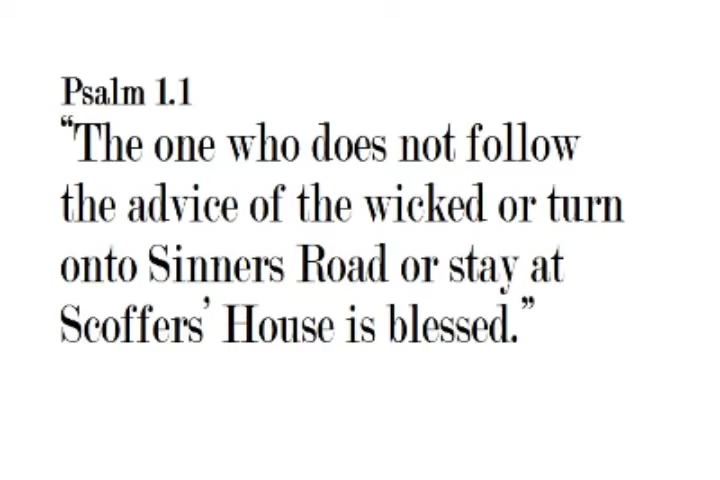 Psalm 1.1
“The one who does not follow
the advice of the wicked or turn
onto Sinners Road or stay at
Scoffers’ House is blessed.”